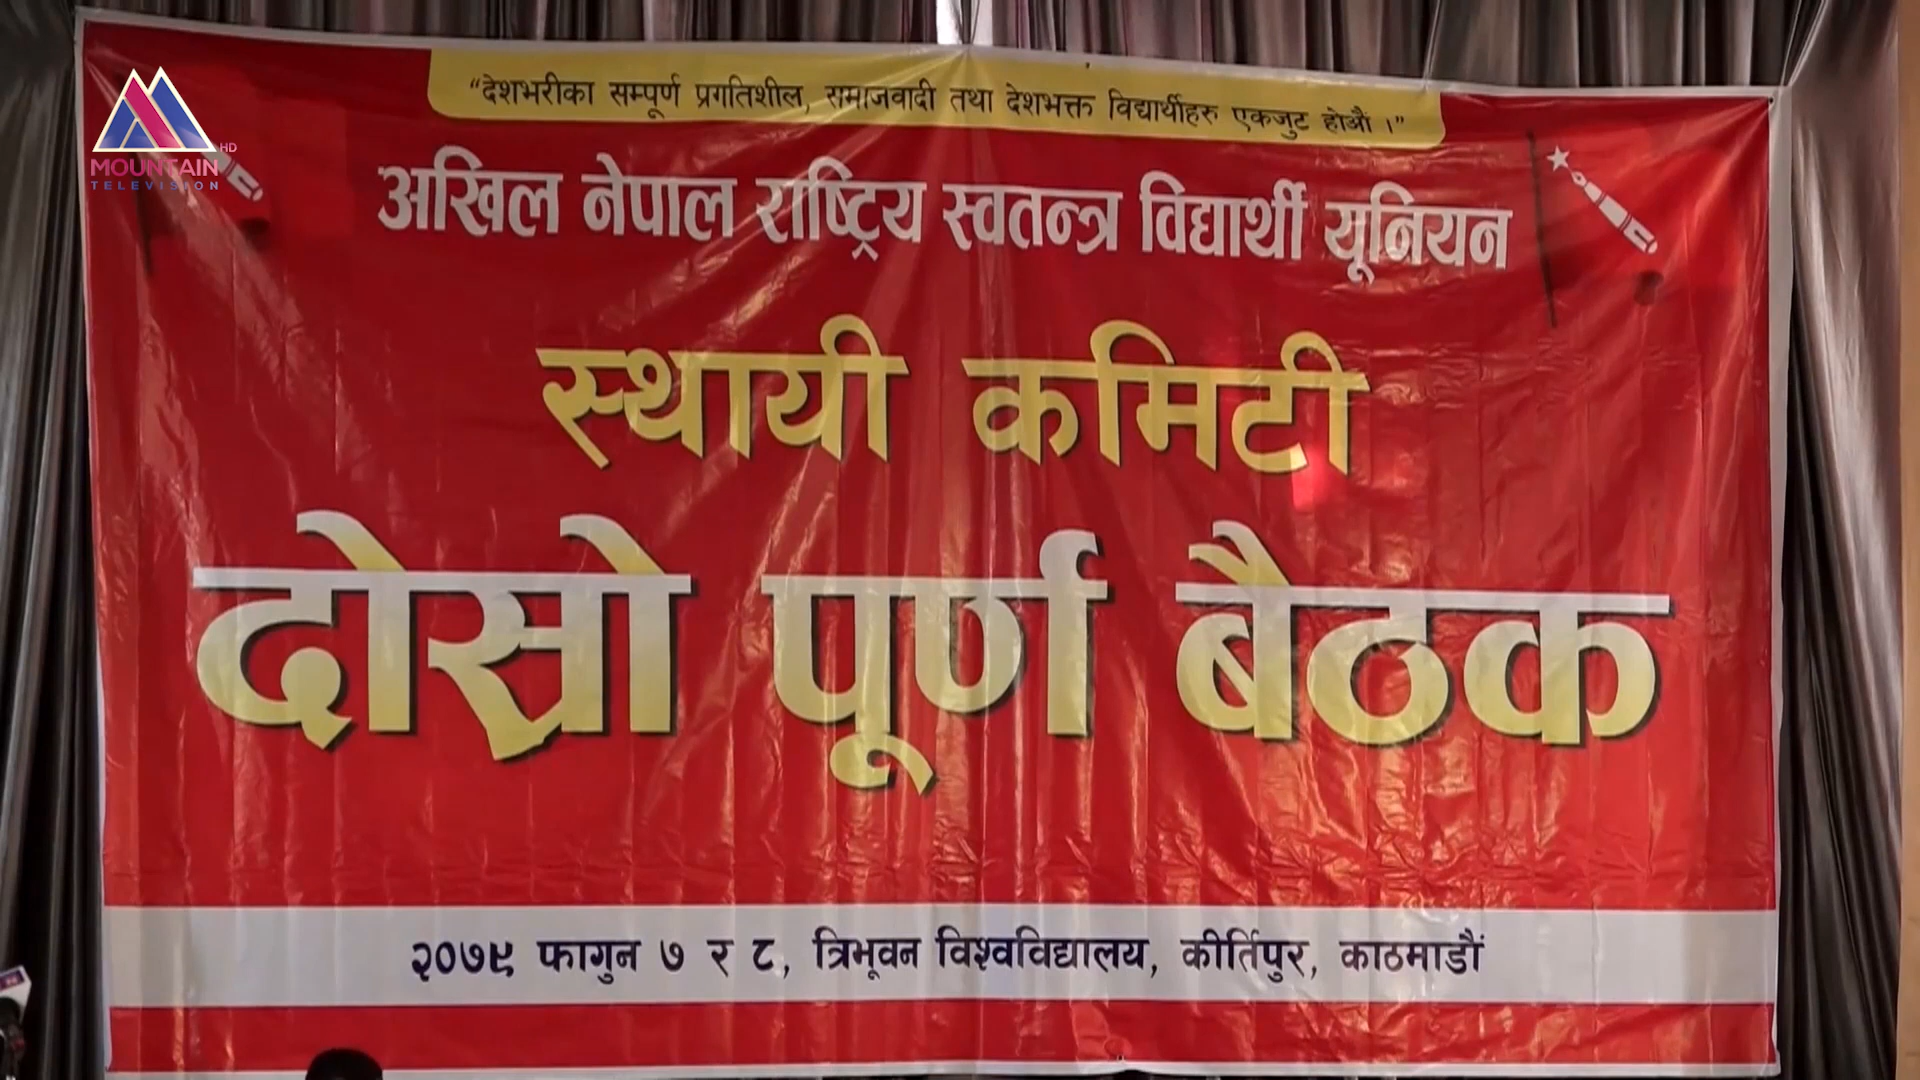 “देशभरीका सम्पूर्ण प्रगतिशील, समाजवादी तथा देशभक्त विद्यार्थीहरु एकजुट होऔं ।”
MOUNTAIN HD
TELEVISION
अखिल नेपाल राष्ट्रिय स्वतन्त्र विद्यार्थी यूनियन
स्थायी कमिटी
दोस्रो पूर्ण बैठक
२०७९ फागुन ७ र ८, त्रिभूवन विश्वविद्यालय, कीर्तिपुर, काठमाडौं